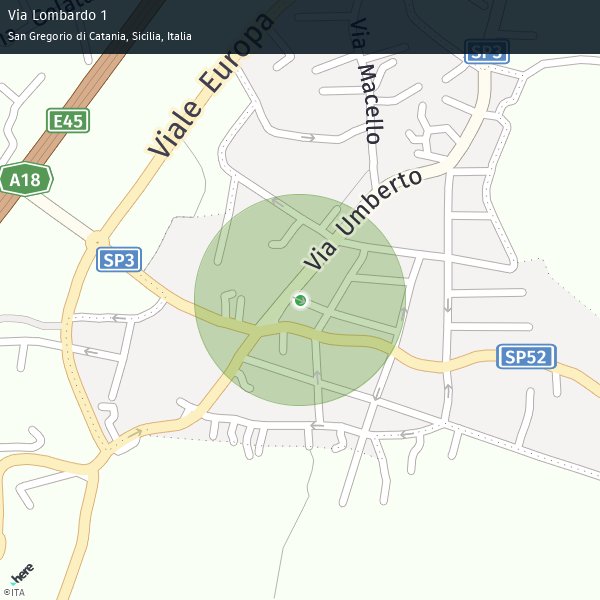 Via Lombardo 1
San Gregorio di Catania, Sicilia, Italia
SP3
Via Macello
Viale Europa
E45
A18
Via Umberto
SP3
SP52
here
©ITA